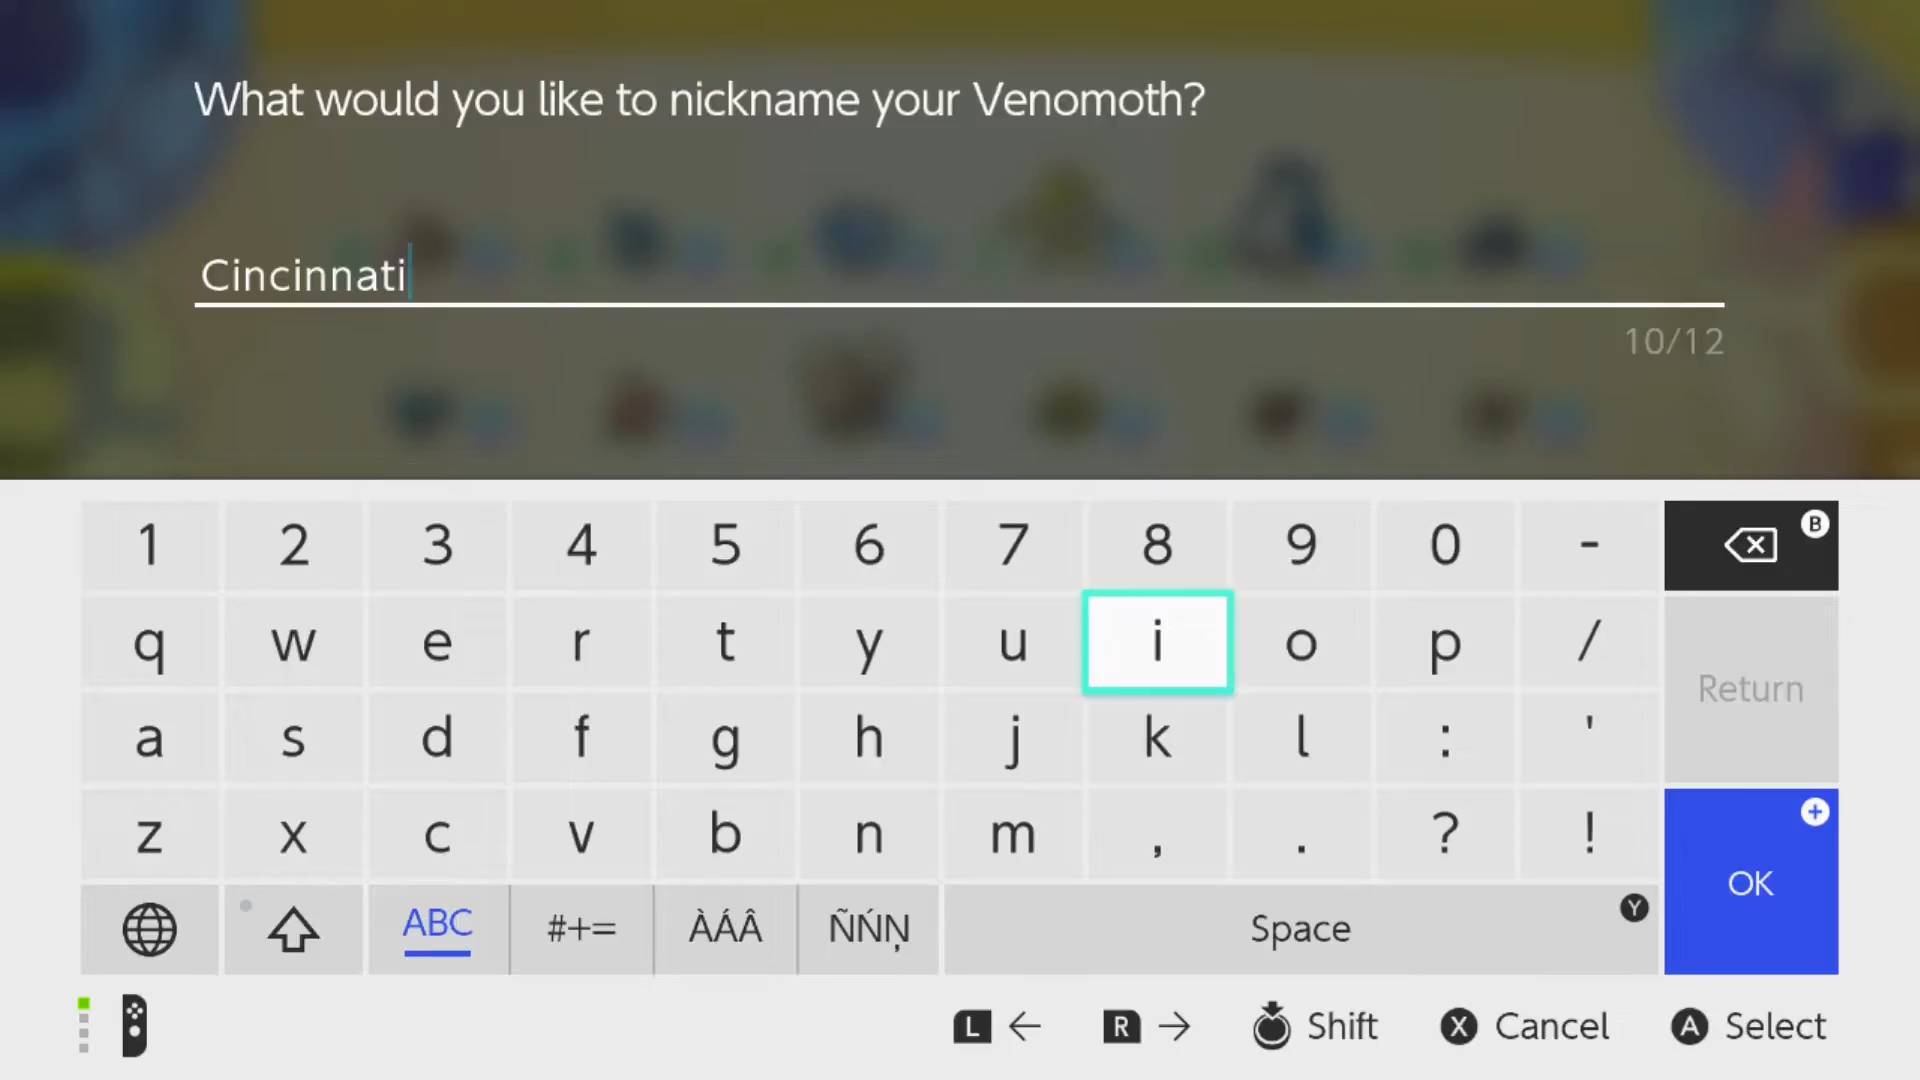 What would you like to nickname your Venomoth?
Cincinnati
10/12
1 2 3 4 5 6 7 8 9 0 - B
q w e r t y u i o p /
Return
a s d f g h j k l : '
z x c v b n m , . ? ! +
OK
ABC #+= ÀÁÂ ÑŃŅ Space Y
L ← R → Shift X Cancel A Select